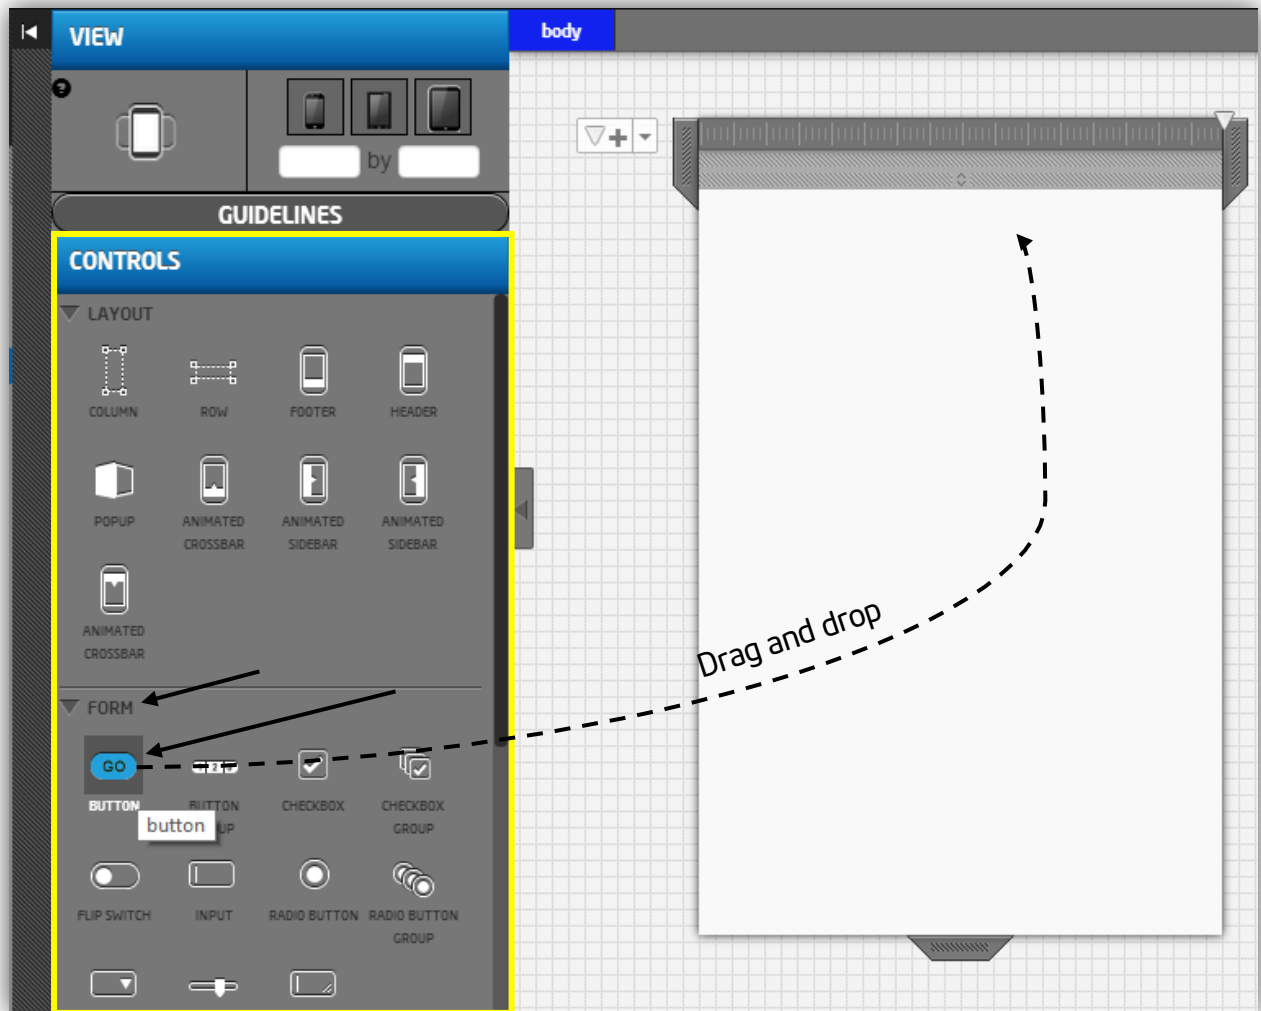 VIEW
body
?
by
GUIDELINES
CONTROLS
LAYOUT
COLUMN
ROW
FOOTER
HEADER
POPUP
ANIMATED
CROSSBAR
ANIMATED
SIDEBAR
ANIMATED
SIDEBAR
ANIMATED
CROSSBAR
Drag and drop
FORM
GO
2
BUTTON
BUTTON
UP
CHECKBOX
CHECKBOX
GROUP
button
FLIP SWITCH
INPUT
RADIO BUTTON
RADIO BUTTON
GROUP